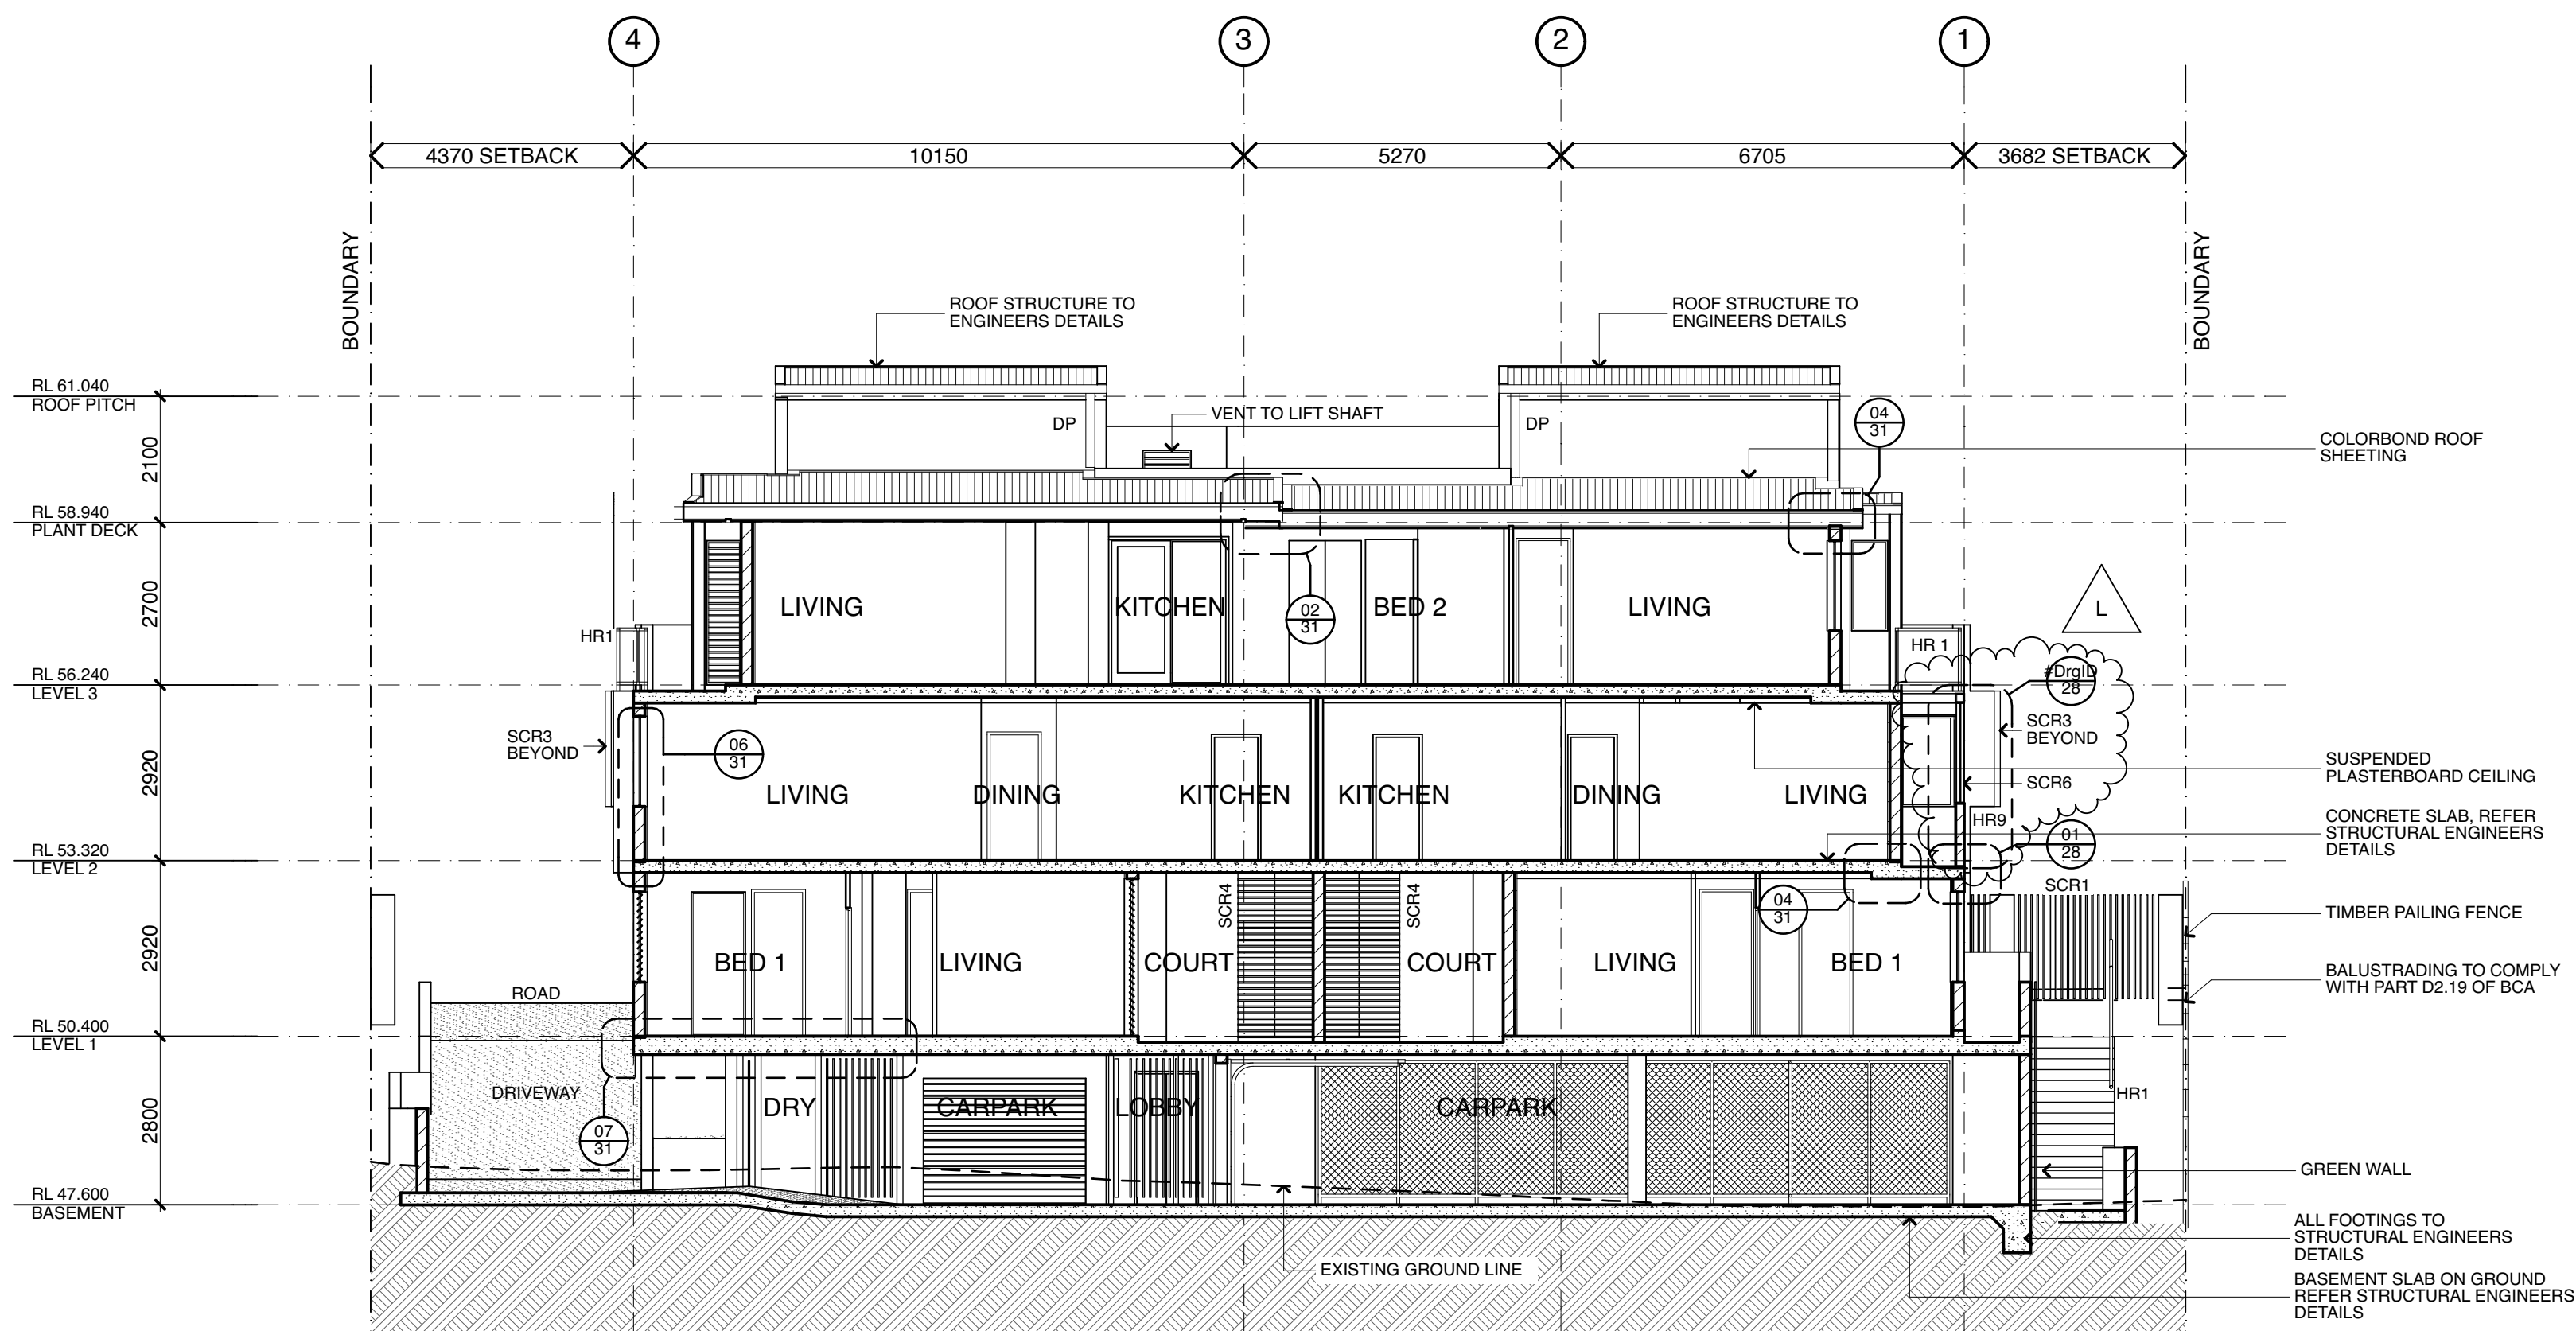 4
3
2
1
4370 SETBACK
10150
5270
6705
3682 SETBACK
BOUNDARY
BOUNDARY
ROOF STRUCTURE TO
ENGINEERS DETAILS
ROOF STRUCTURE TO
ENGINEERS DETAILS
RL 61.040
ROOF PITCH
DP
VENT TO LIFT SHAFT
DP
04
31
COLORBOND ROOF
SHEETING
2100
RL 58.940
PLANT DECK
2700
LIVING
KITCHEN
02
31
BED 2
LIVING
L
HR1
HR 1
#DrgID
28
RL 56.240
LEVEL 3
SCR3
BEYOND
06
31
SCR3
BEYOND
2920
LIVING
DINING
KITCHEN
KITCHEN
DINING
LIVING
SCR6
SUSPENDED
PLASTERBOARD CEILING
HR9
CONCRETE SLAB, REFER
STRUCTURAL ENGINEERS
DETAILS
01
28
RL 53.320
LEVEL 2
SCR4
SCR4
04
31
SCR1
TIMBER PAILING FENCE
2920
BED 1
LIVING
COURT
COURT
LIVING
BED 1
BALUSTRADING TO COMPLY
WITH PART D2.19 OF BCA
ROAD
RL 50.400
LEVEL 1
DRIVEWAY
DRY
CARPARK
LOBBY
CARPARK
HR1
2800
07
31
GREEN WALL
RL 47.600
BASEMENT
ALL FOOTINGS TO
STRUCTURAL ENGINEERS
DETAILS
EXISTING GROUND LINE
BASEMENT SLAB ON GROUND
REFER STRUCTURAL ENGINEERS
DETAILS